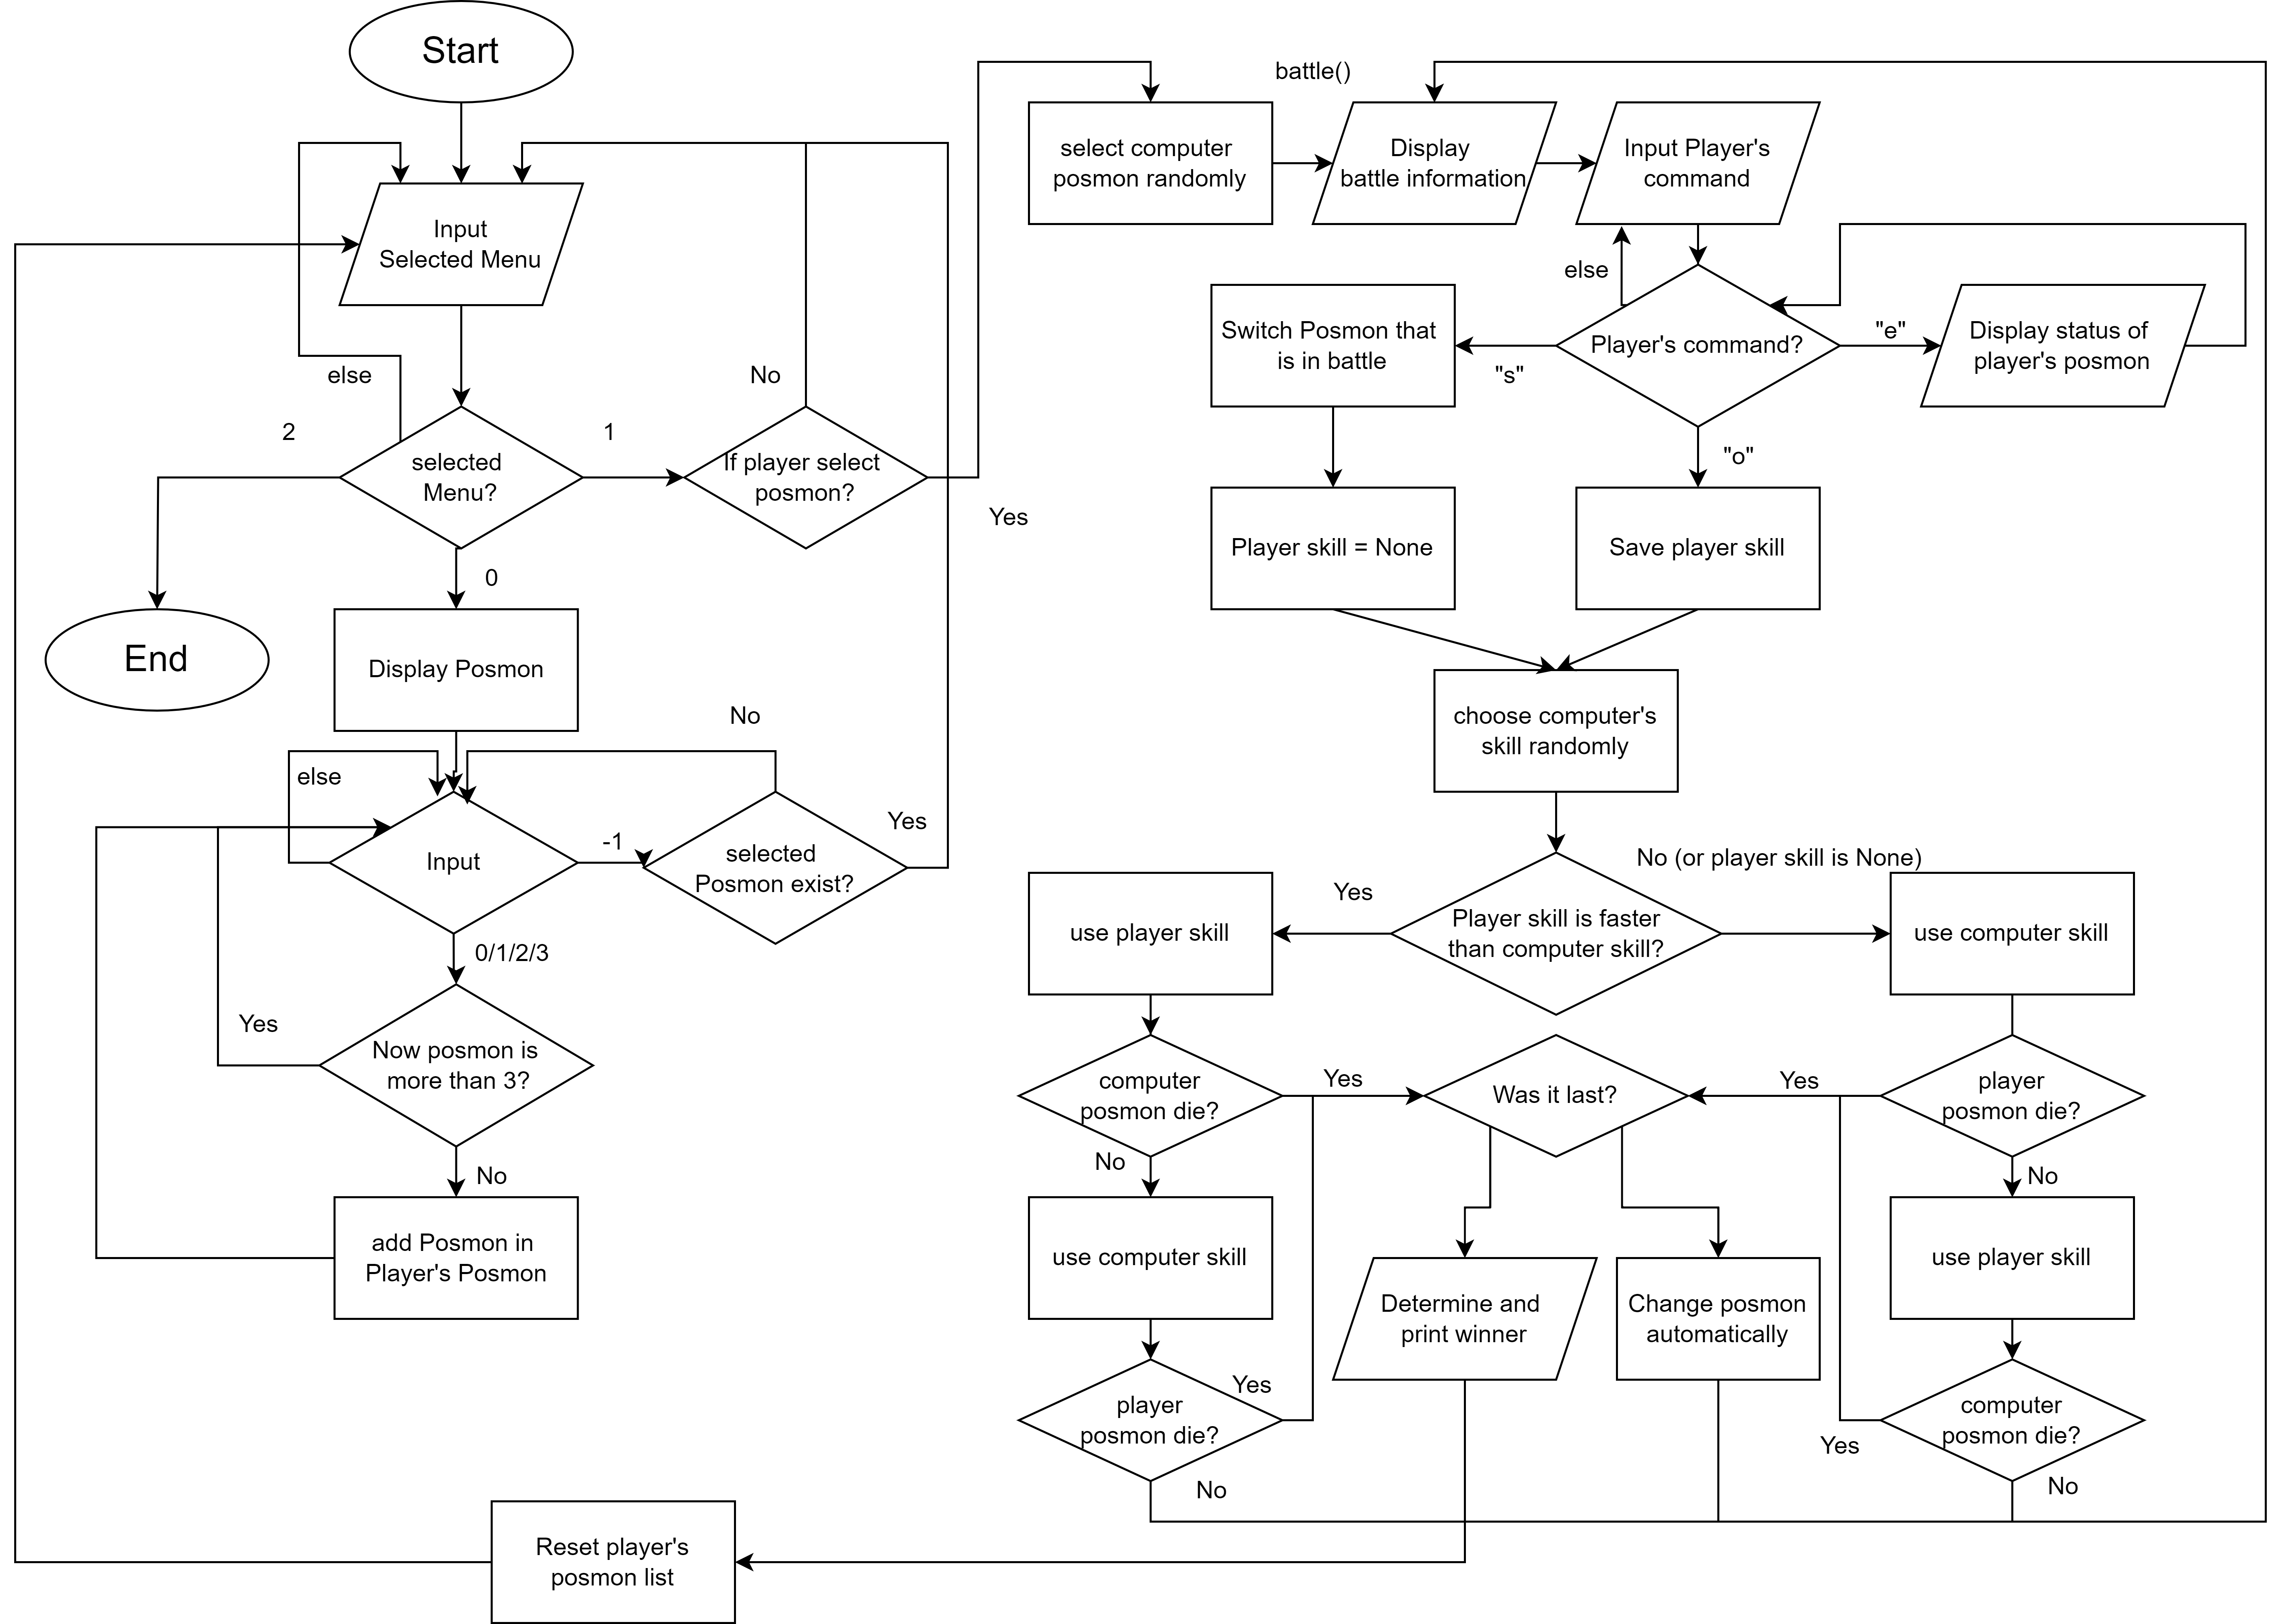 Start
battle()
select computer
posmon randomly
Display
battle information
Input Player's
command
Input
Selected Menu
else
Switch Posmon that
is in battle
"s"
Player's command?
"e"
Display status of
player's posmon
else
No
2
selected
Menu?
1
If player select
posmon?
Yes
"o"
Player skill = None
Save player skill
0
End
Display Posmon
choose computer's
skill randomly
No
else
Input
-1
selected
Posmon exist?
Yes
0/1/2/3
Yes
Now posmon is
more than 3?
No
add Posmon in
Player's Posmon
No (or player skill is None)
Yes
use player skill
Player skill is faster
than computer skill?
use computer skill
computer
posmon die?
Yes
Was it last?
Yes
player
posmon die?
No
No
use computer skill
Determine and
print winner
Change posmon
automatically
use player skill
player
posmon die?
Yes
computer
posmon die?
Yes
No
No
Reset player's
posmon list